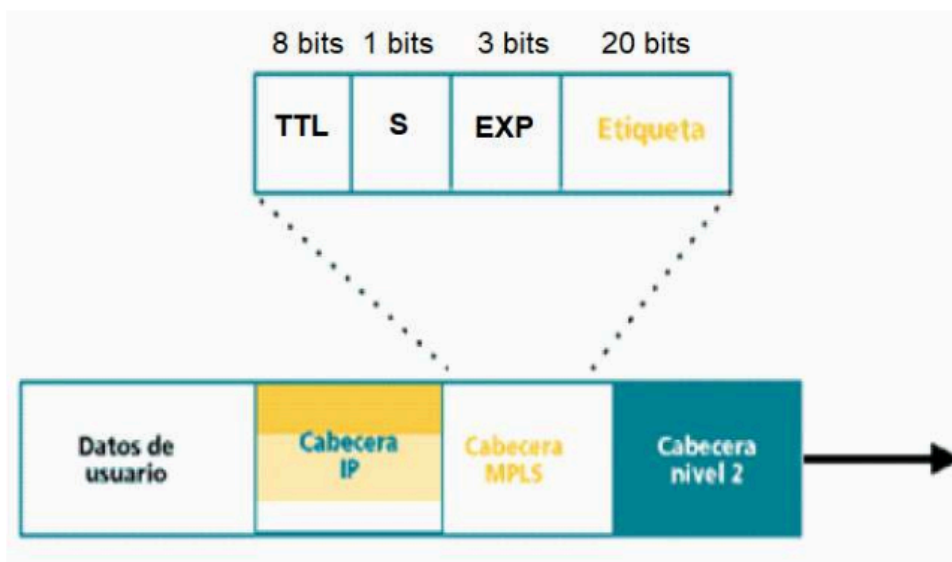 8 bits 1 bits 3 bits 20 bits
TTL S EXP Etiqueta
Datos de
usuario
Cabecera
IP
Cabecera
MPLS
Cabecera
nivel 2